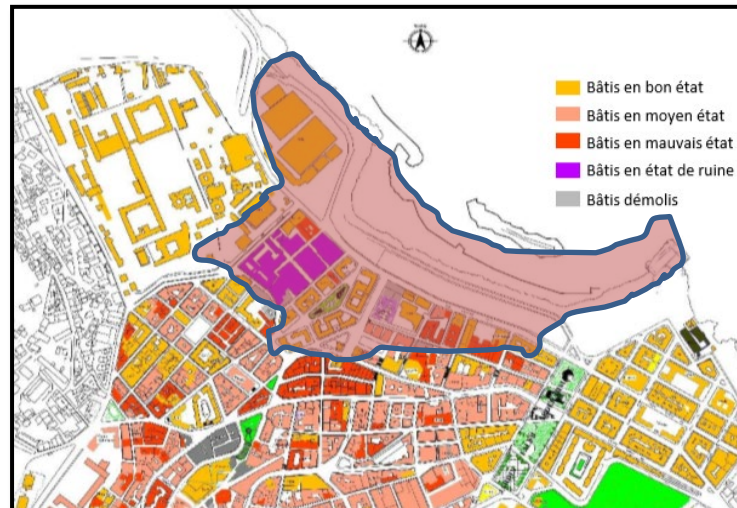 Bâtis en bon état
Bâtis en moyen état
Bâtis en mauvais état
Bâtis en état de ruine
Bâtis démolis